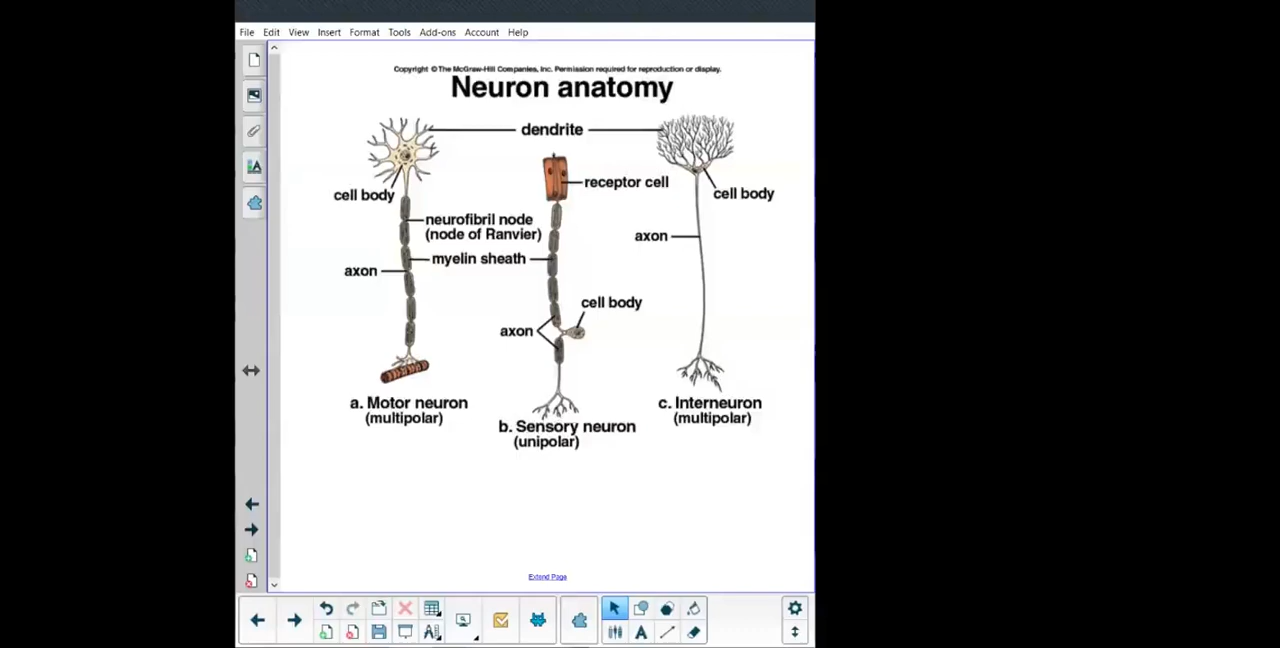 File Edit View Insert Format Tools Add-ons Account Help
Copyright © The McGraw-Hill Companies, Inc. Permission required for reproduction or display.
Neuron anatomy
dendrite
receptor cell
cell body
cell body
neurofibril node
(node of Ranvier)
axon
myelin sheath
axon
cell body
axon
a. Motor neuron
(multipolar)
c. Interneuron
(multipolar)
b. Sensory neuron
(unipolar)
Extend Page